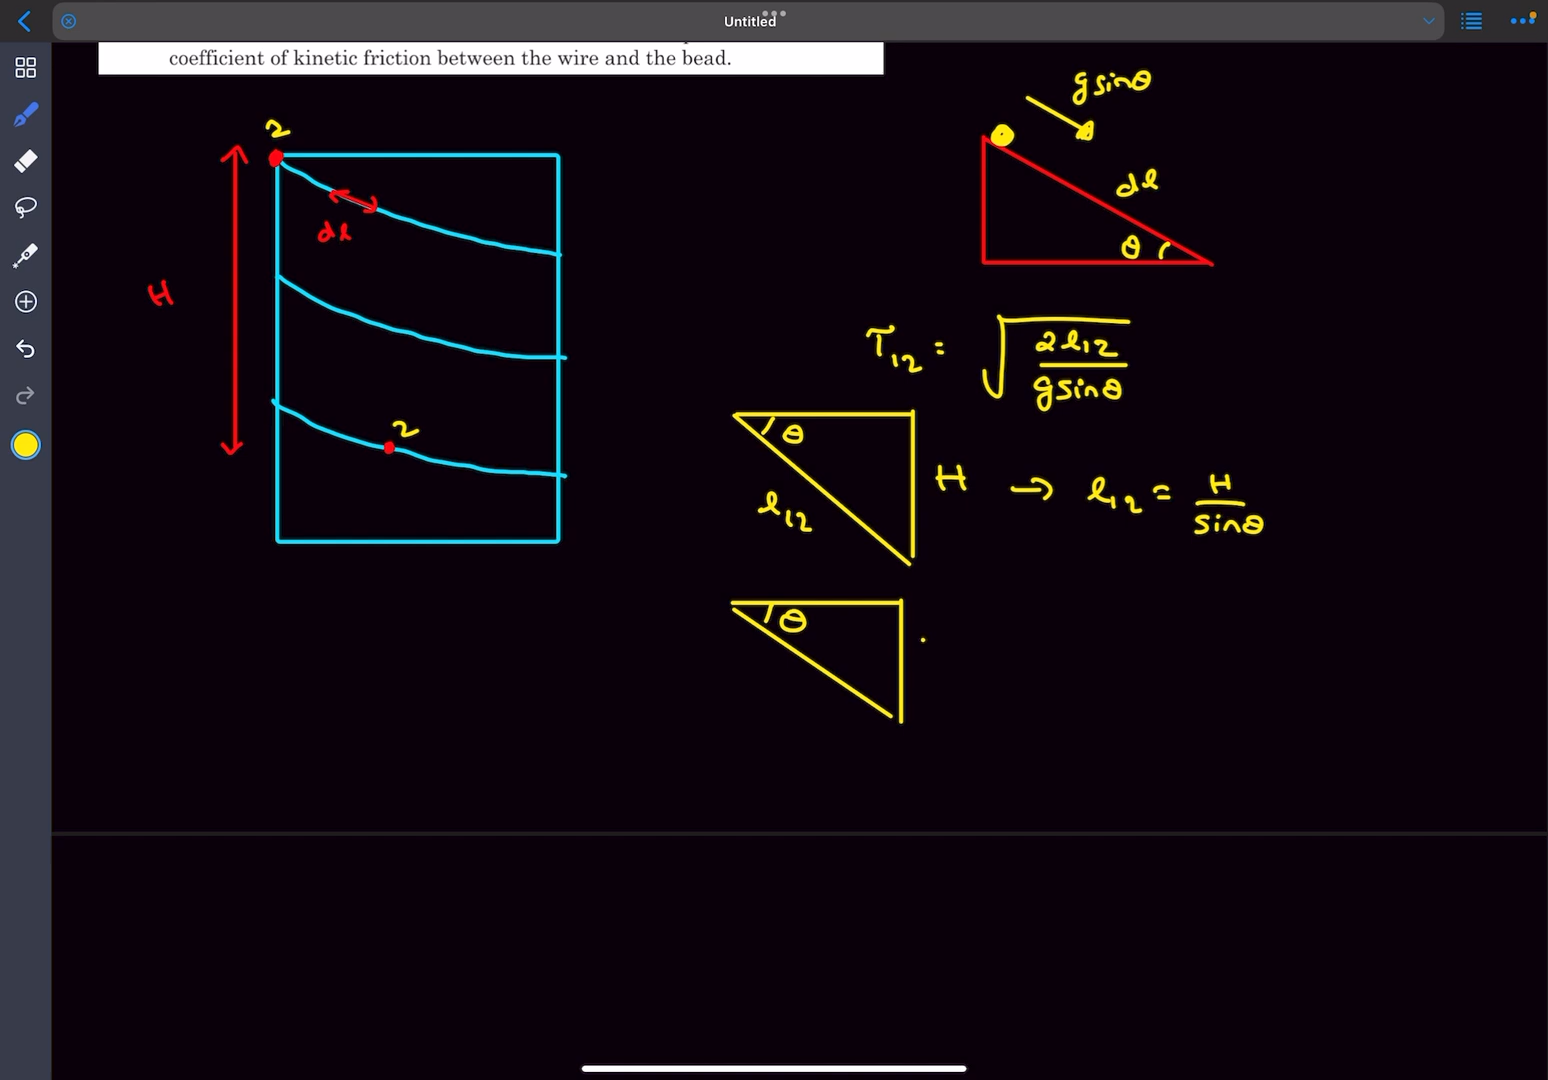 Untitled
coefficient of kinetic friction between the wire and the bead.
2
H
dl
2
g sinθ
dl
θ
T₁₂ = √(2l₁₂ / g sinθ)
θ
l₁₂
H → l₁₂ = H / sinθ
θ